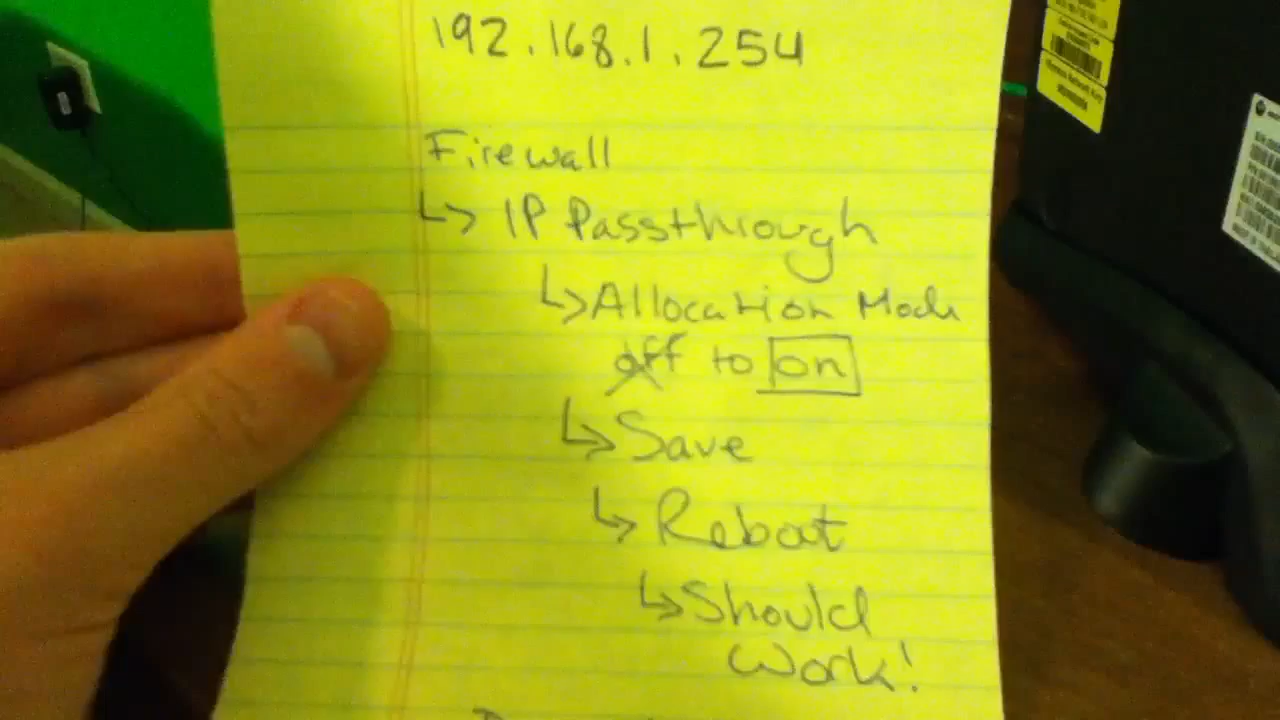 192.168.1.254
Firewall
↳ IP Passthrough
↳ Allocation Mode
off to on
↳ Save
↳ Reboot
↳ Should
work!